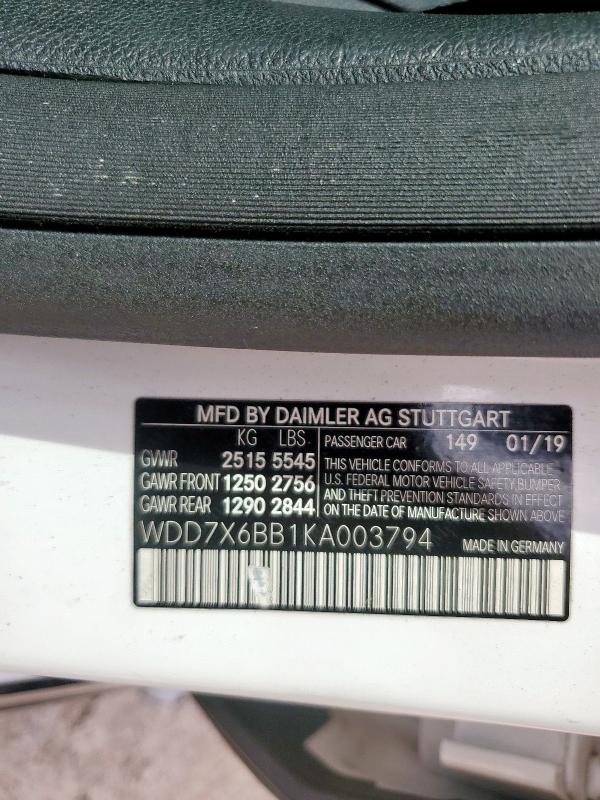 MFD BY DAIMLER AG STUTTGART
KG LBS
GVWR 2515 5545
GAWR FRONT 1250 2756
GAWR REAR 1290 2844
PASSENGER CAR 149 01/19
THIS VEHICLE CONFORMS TO ALL APPLICABLE
U.S. FEDERAL MOTOR VEHICLE SAFETY, BUMPER
AND THEFT PREVENTION STANDARDS IN EFFECT
ON THE DATE OF MANUFACTURE SHOWN ABOVE
WDD7X6BB1KA003794 MADE IN GERMANY